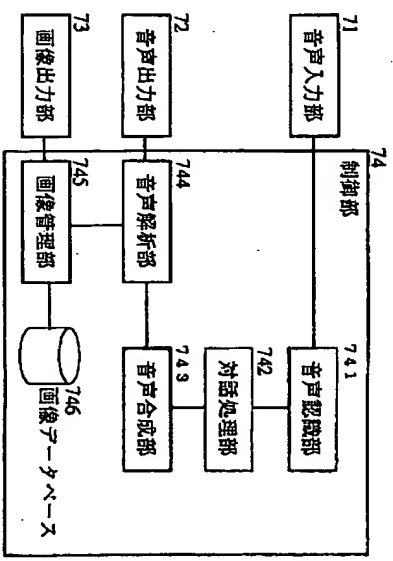 74
制御部
71
音声入力部
741
音声認識部
742
対話処理部
72
音声出力部
744
音声解析部
743
音声合成部
73
画像出力部
745
画像管理部
746
画像データベース